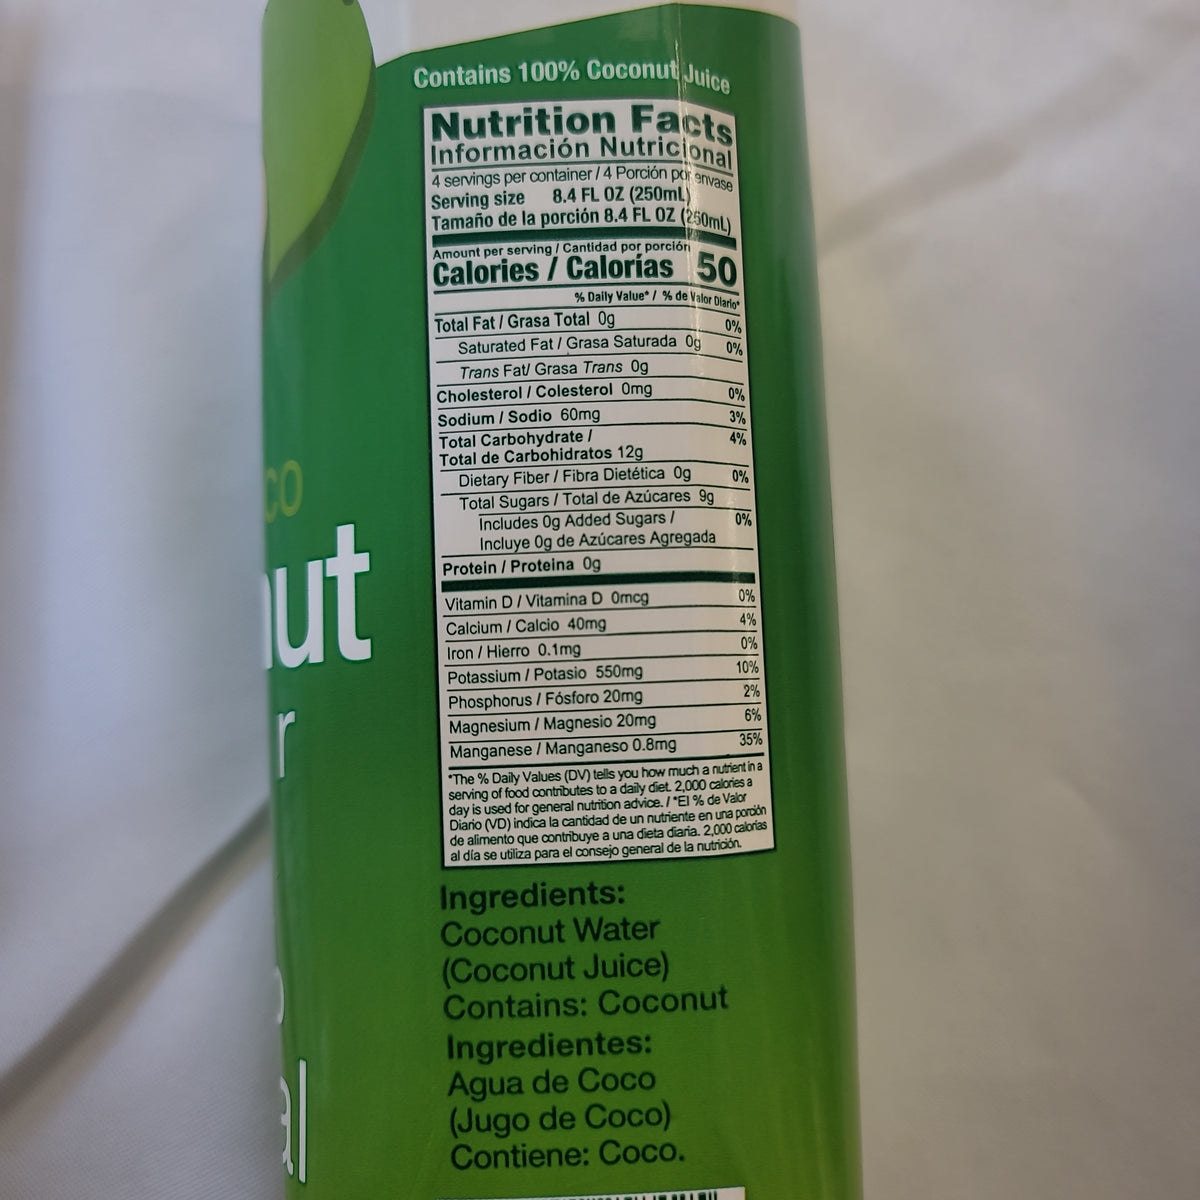 Contains 100% Coconut Juice
Nutrition Facts
Información Nutricional
4 servings per container / 4 Porción por envase
Serving size 8.4 FL OZ (250mL)
Tamaño de la porción 8.4 FL OZ (250mL)
Amount per serving / Cantidad por porción
Calories / Calorías 50
% Daily Value* / % de Valor Diario*
Total Fat / Grasa Total 0g 0%
Saturated Fat / Grasa Saturada 0g 0%
Trans Fat/ Grasa Trans 0g
Cholesterol / Colesterol 0mg 0%
Sodium / Sodio 60mg 3%
Total Carbohydrate / 4%
Total de Carbohidratos 12g
Dietary Fiber / Fibra Dietética 0g 0%
Total Sugars / Total de Azúcares 9g
Includes 0g Added Sugars / 0%
Incluye 0g de Azúcares Agregada
Protein / Proteina 0g
Vitamin D / Vitamina D 0mcg 0%
Calcium / Calcio 40mg 4%
Iron / Hierro 0.1mg 0%
Potassium / Potasio 550mg 10%
Phosphorus / Fósforo 20mg 2%
Magnesium / Magnesio 20mg 6%
Manganese / Manganeso 0.8mg 35%
*The % Daily Values (DV) tells you how much a nutrient in a
serving of food contributes to a daily diet. 2,000 calories a
day is used for general nutrition advice. / *El % de Valor
Diario (VD) indica la cantidad de un nutriente en una porción
de alimento que contribuye a una dieta diaria. 2,000 calorias
al día se utiliza para el consejo general de la nutrición.
Ingredients:
Coconut Water
(Coconut Juice)
Contains: Coconut
Ingredientes:
Agua de Coco
(Jugo de Coco)
Contiene: Coco.
co
ut
r
al